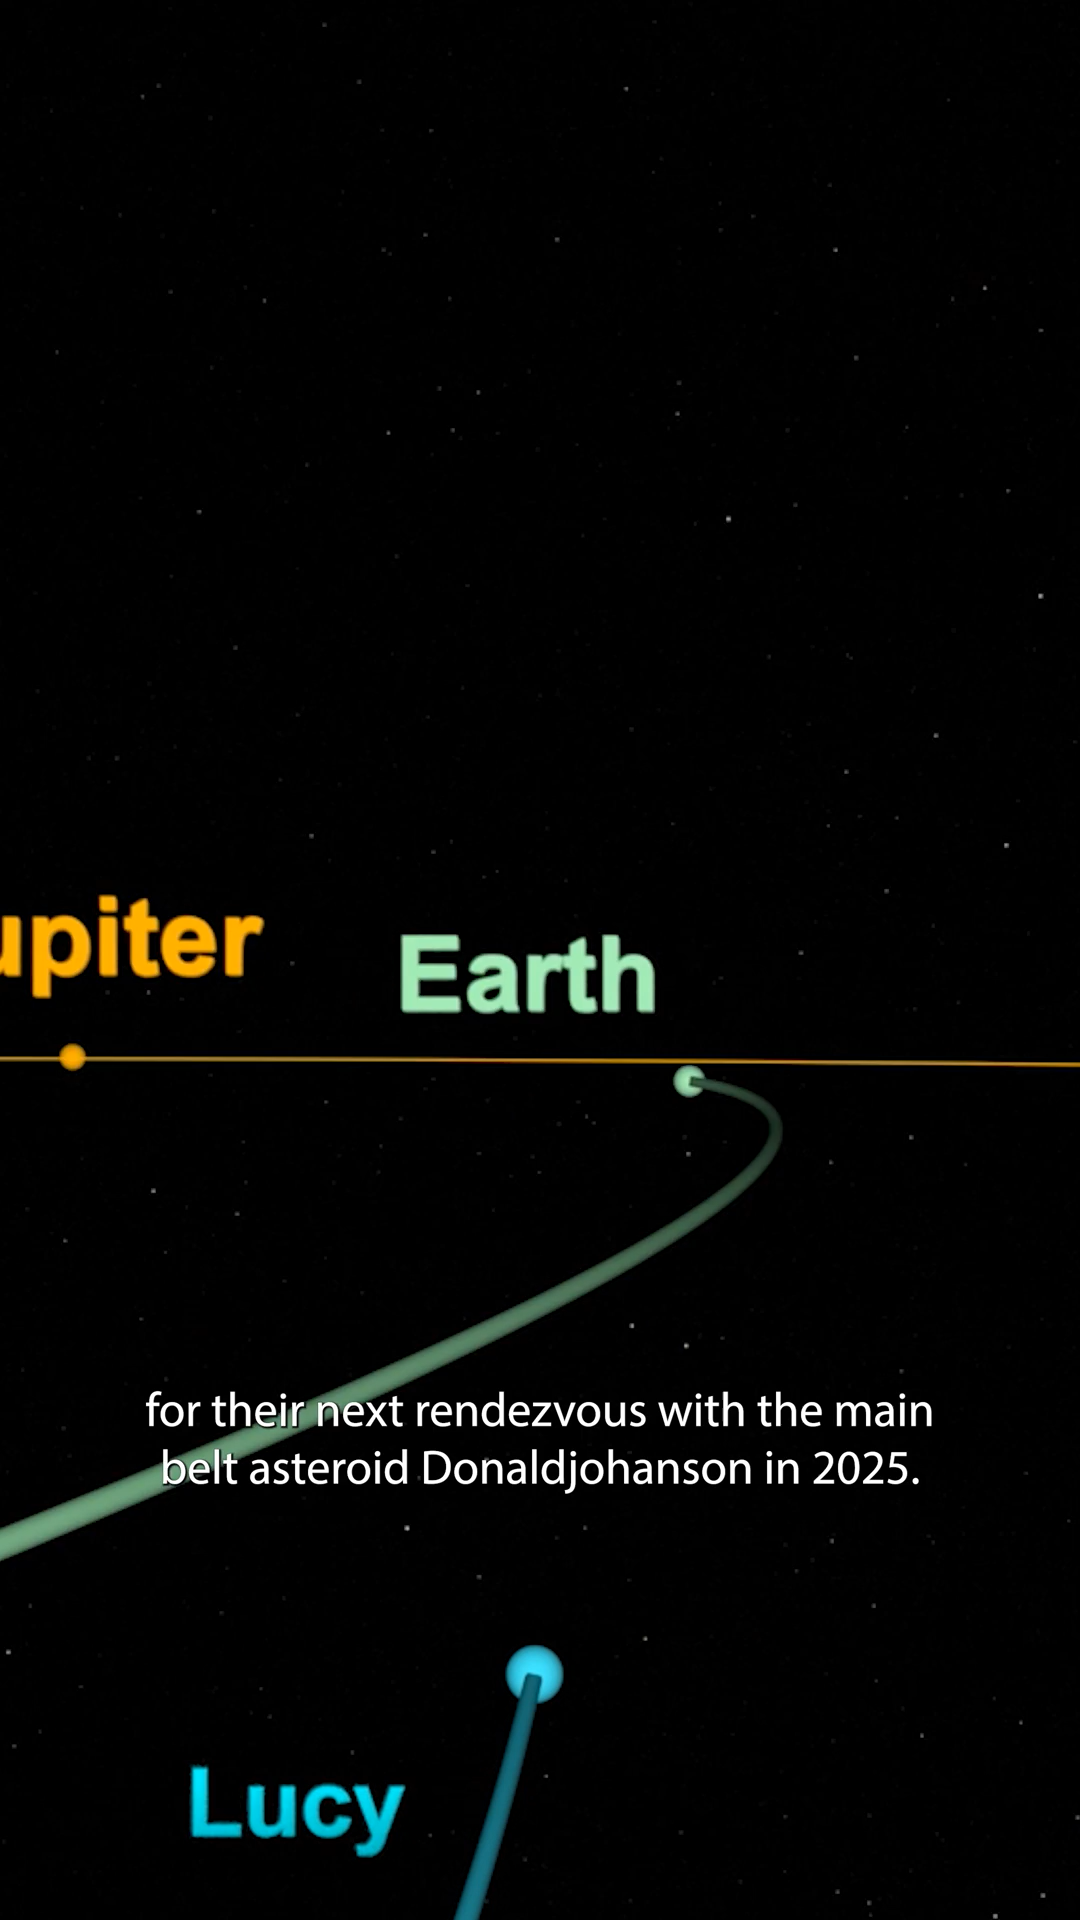 upiter
Earth
for their next rendezvous with the main
belt asteroid Donaldjohanson in 2025.
Lucy